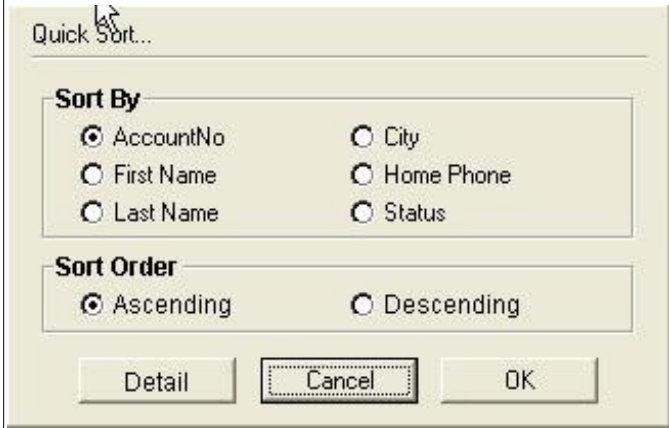 Quick Sort...
Sort By
AccountNo City
First Name Home Phone
Last Name Status
Sort Order
Ascending Descending
Detail Cancel OK